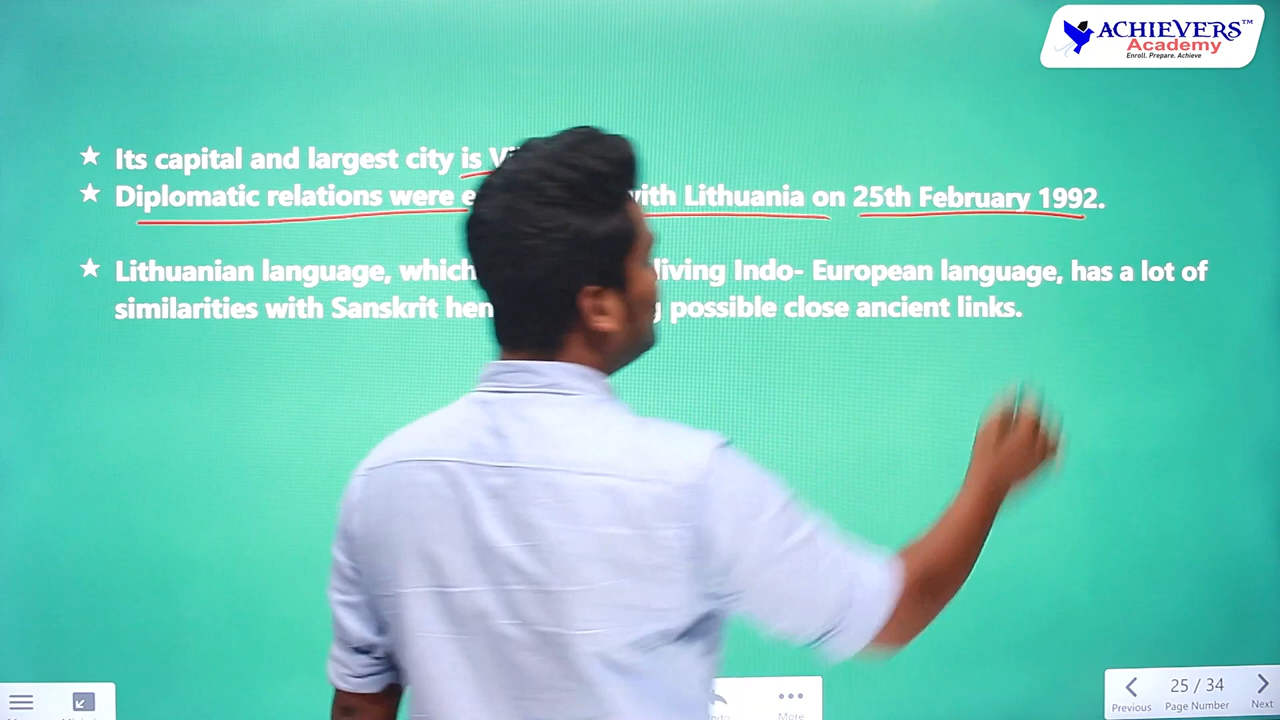 ACHIEVERS™
Academy
Enroll. Prepare. Achieve
Its capital and largest city is
Diplomatic relations were with Lithuania on 25th February 1992.
Lithuanian language, which living Indo- European language, has a lot of
similarities with Sanskrit possible close ancient links.
25 / 34
Previous Page Number Next
More